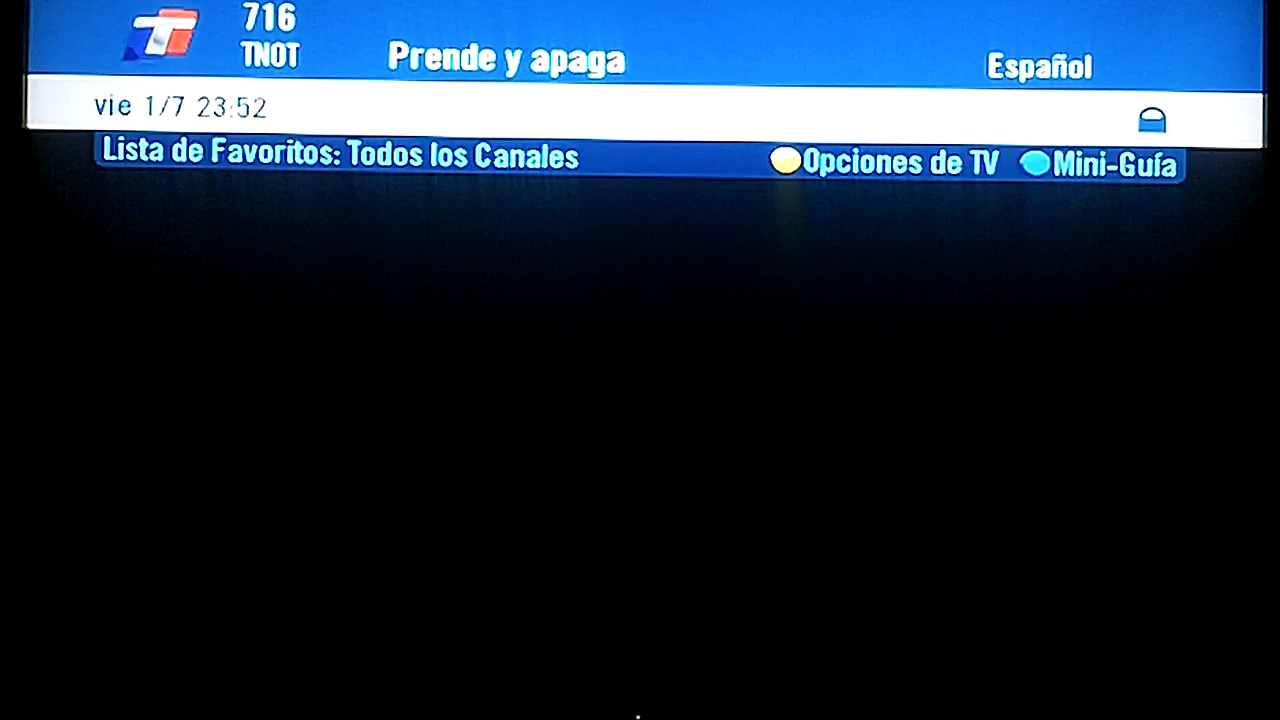 716
TNOT
Prende y apaga
Español
vie 1/7 23:52
Lista de Favoritos: Todos los Canales
Opciones de TV
Mini-Guía